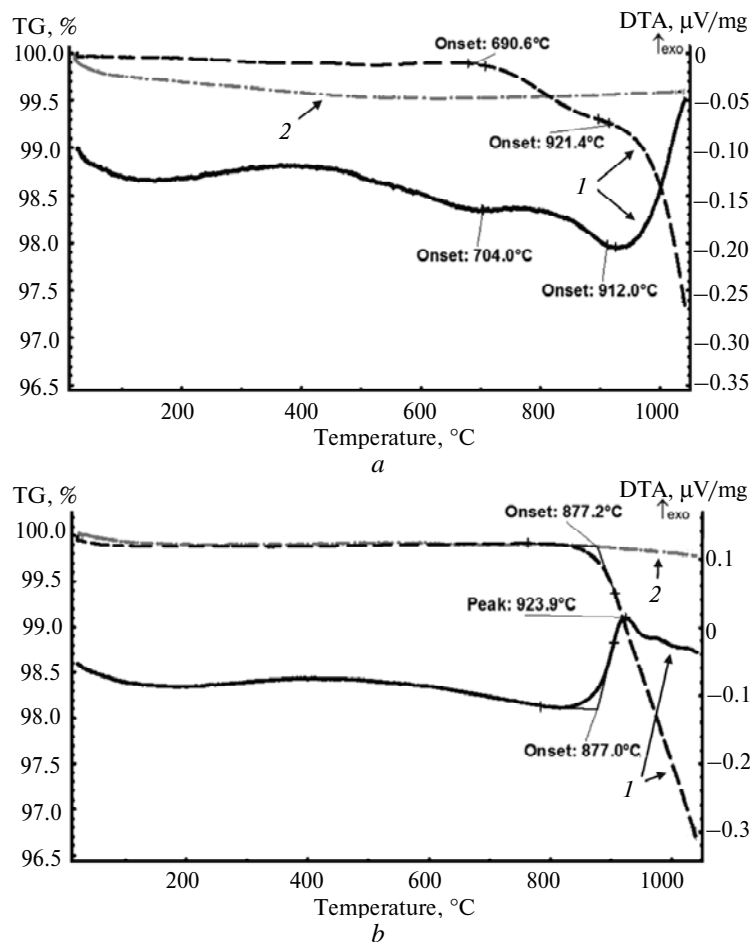 TG, %
DTA, μV/mg
↑exo
100.0
0
Onset: 690.6°C
99.5
−0.05
2
99.0
Onset: 921.4°C
−0.10
1
98.5
−0.15
98.0
−0.20
Onset: 704.0°C
Onset: 912.0°C
97.5
−0.25
97.0
−0.30
96.5
−0.35
200
400
600
800
1000
Temperature, °C
a
TG, %
DTA, μV/mg
↑exo
Onset: 877.2°C
100.0
0.1
99.5
2
Peak: 923.9°C
99.0
0
98.5
−0.1
98.0
Onset: 877.0°C
−0.2
97.5
1
97.0
−0.3
96.5
200
400
600
800
1000
Temperature, °C
b